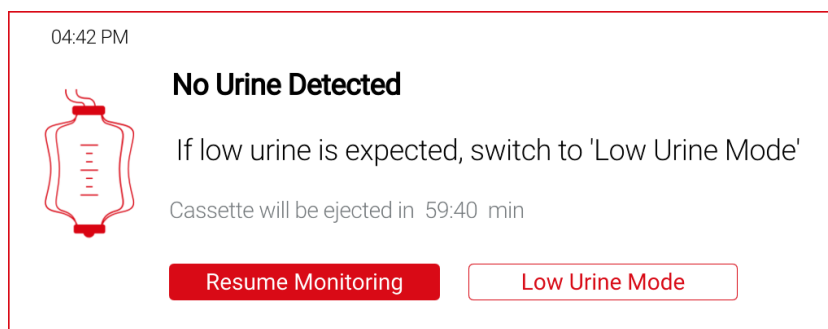 04:42 PM
No Urine Detected
If low urine is expected, switch to 'Low Urine Mode'
Cassette will be ejected in 59:40 min
Resume Monitoring
Low Urine Mode